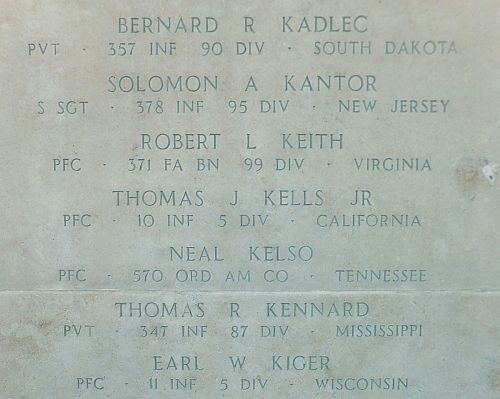 BERNARD R KADLEC
PVT · 357 INF 90 DIV · SOUTH DAKOTA
SOLOMON A KANTOR
S SGT · 378 INF 95 DIV · NEW JERSEY
ROBERT L KEITH
PFC · 371 FA BN 99 DIV · VIRGINIA
THOMAS J KELLS JR
PFC · 10 INF 5 DIV · CALIFORNIA
NEAL KELSO
PFC · 570 ORD AM CO · TENNESSEE
THOMAS R KENNARD
PVT · 347 INF 87 DIV · MISSISSIPPI
EARL W KIGER
PFC · 11 INF 5 DIV · WISCONSIN